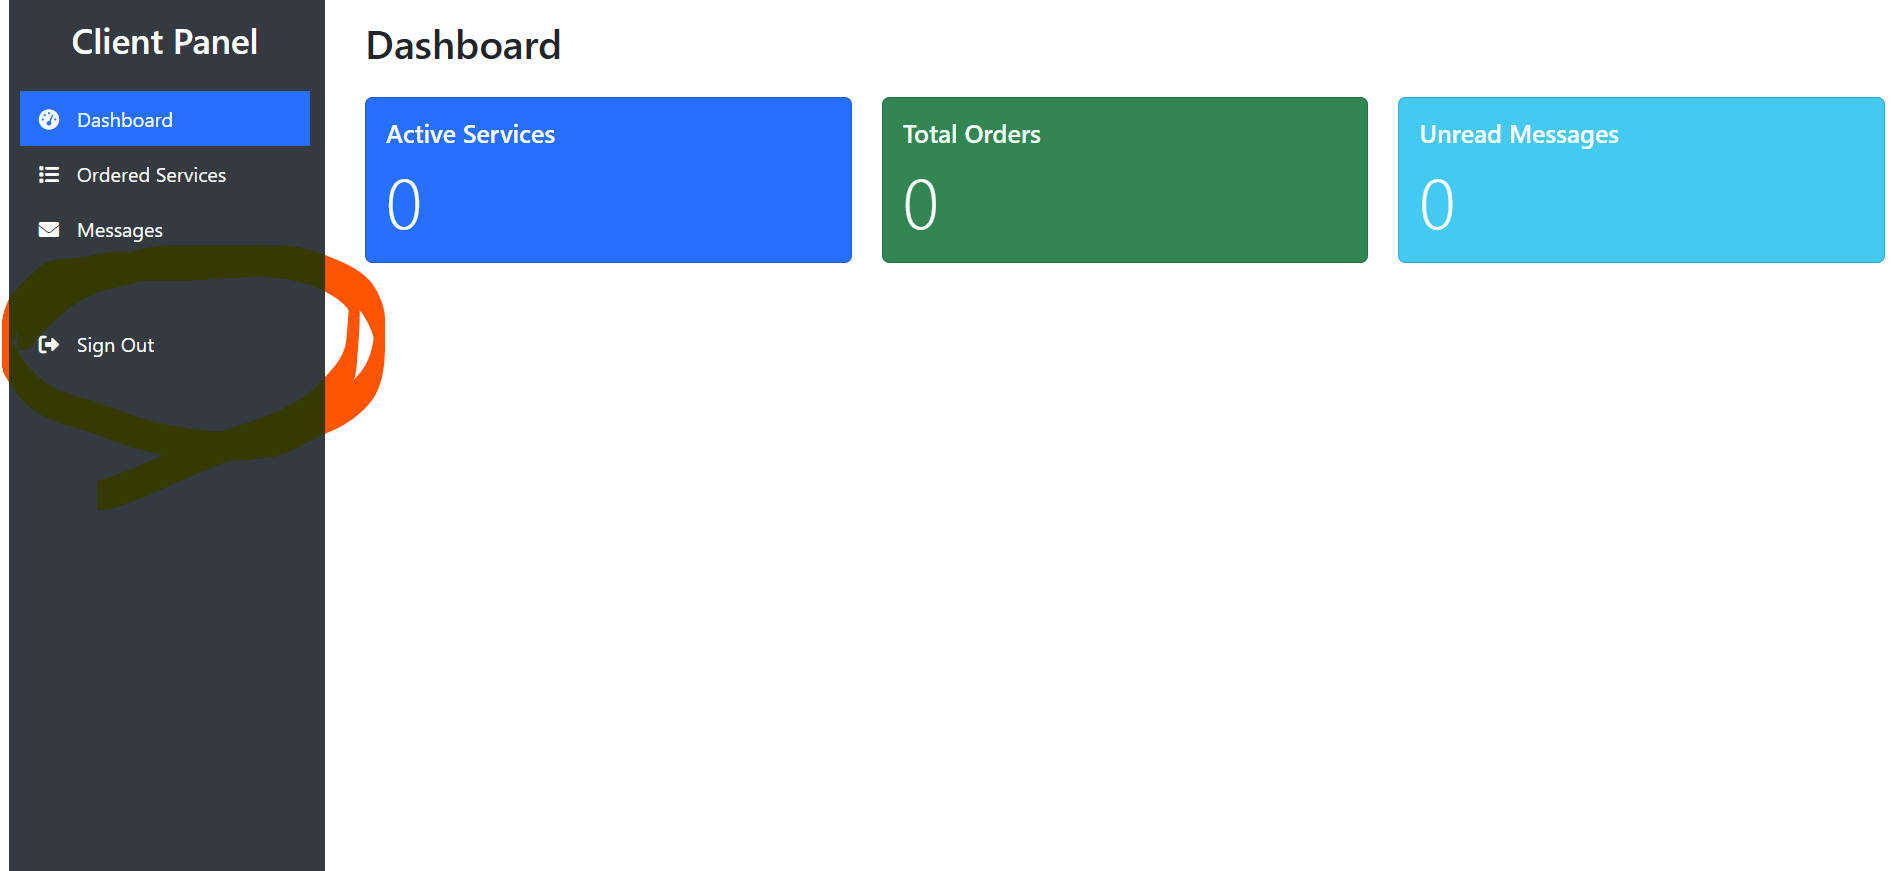 Client Panel
Dashboard
Ordered Services
Messages
Sign Out
Dashboard
Active Services
0
Total Orders
0
Unread Messages
0